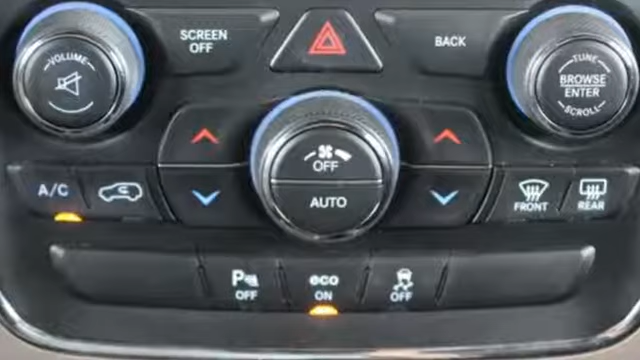 VOLUME
SCREEN
OFF
BACK
TUNE
BROWSE
ENTER
SCROLL
OFF
AUTO
A/C
FRONT
REAR
P
OFF
eco
ON
OFF